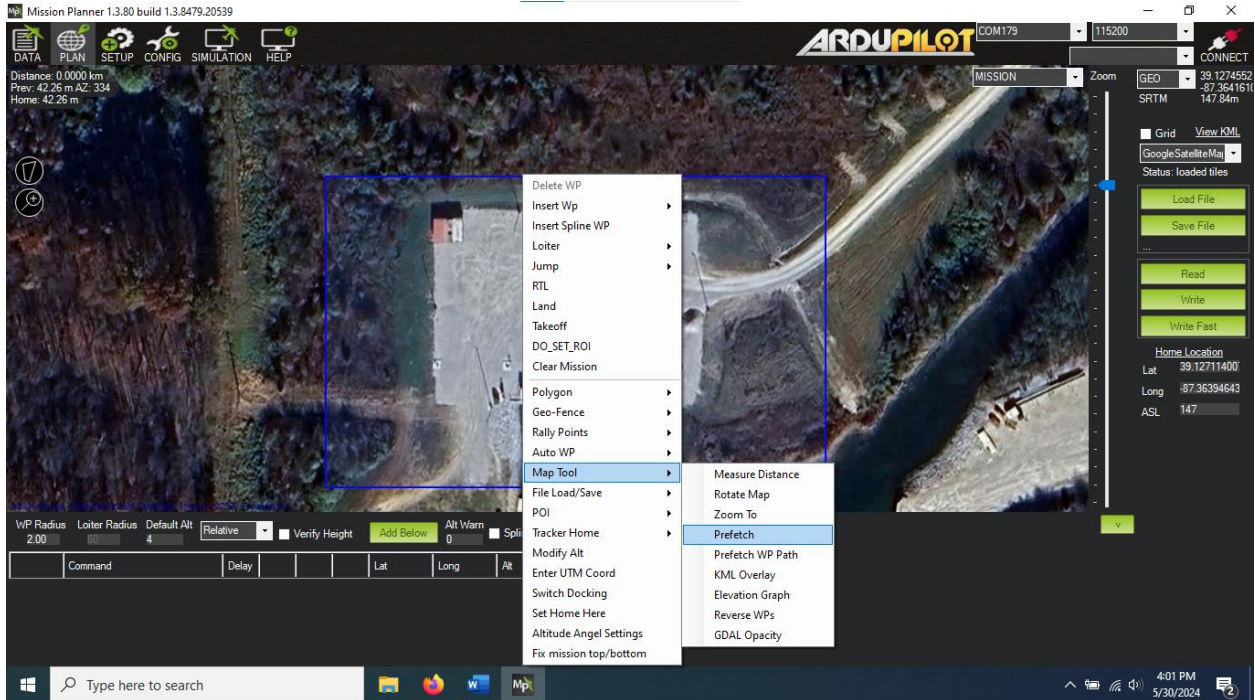 Mission Planner 1.3.80 build 1.3.8479.20539
DATA PLAN SETUP CONFIG SIMULATION HELP
ARDUPILOT
COM179 115200
CONNECT
Distance: 0.0000 km
Prev: 42.26 m AZ: 334
Home: 42.26 m
MISSION
Zoom
GEO 39.1274552
-87.3641610
SRTM 147.84m
Grid View KML
GoogleSatelliteMap
Status: loaded tiles
Load File
Save File
...
Read
Write
Write Fast
Home Location
Lat 39.12711400
Long -87.36394643
ASL 147
Delete WP
Insert Wp
Insert Spline WP
Loiter
Jump
RTL
Land
Takeoff
DO_SET_ROI
Clear Mission
Polygon
Geo-Fence
Rally Points
Auto WP
Map Tool
File Load/Save
POI
Tracker Home
Modify Alt
Enter UTM Coord
Switch Docking
Set Home Here
Altitude Angel Settings
Fix mission top/bottom
Measure Distance
Rotate Map
Zoom To
Prefetch
Prefetch WP Path
KML Overlay
Elevation Graph
Reverse WPs
GDAL Opacity
WP Radius Loiter Radius Default Alt
2.00 60 4
Relative
Verify Height
Add Below
Alt Warn
0
Spli
v
Command Delay Lat Long Alt
Type here to search
W
Mp
4:01 PM
5/30/2024
2